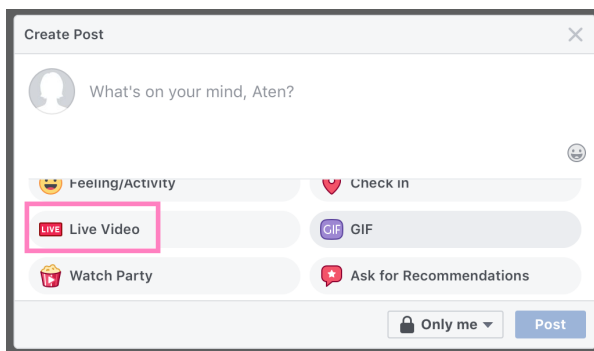 Create Post
What's on your mind, Aten?
Feeling/Activity
Check in
LIVE Live Video
GIF GIF
Watch Party
Ask for Recommendations
Only me
Post